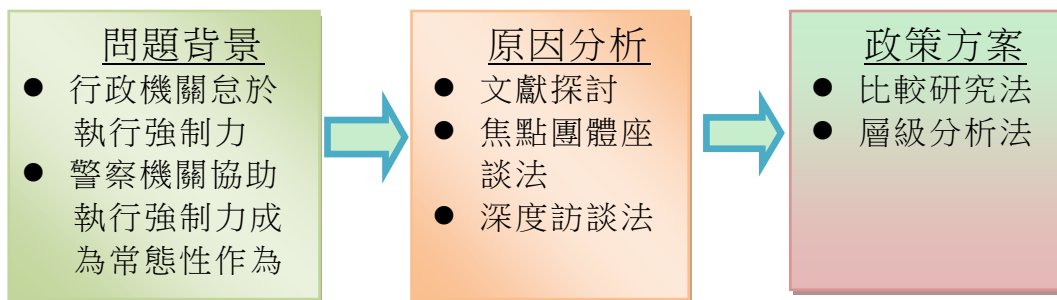 問題背景
● 行政機關怠於
執行強制力
● 警察機關協助
執行強制力成
為常態性作為
原因分析
● 文獻探討
● 焦點團體座
談法
● 深度訪談法
政策方案
● 比較研究法
● 層級分析法